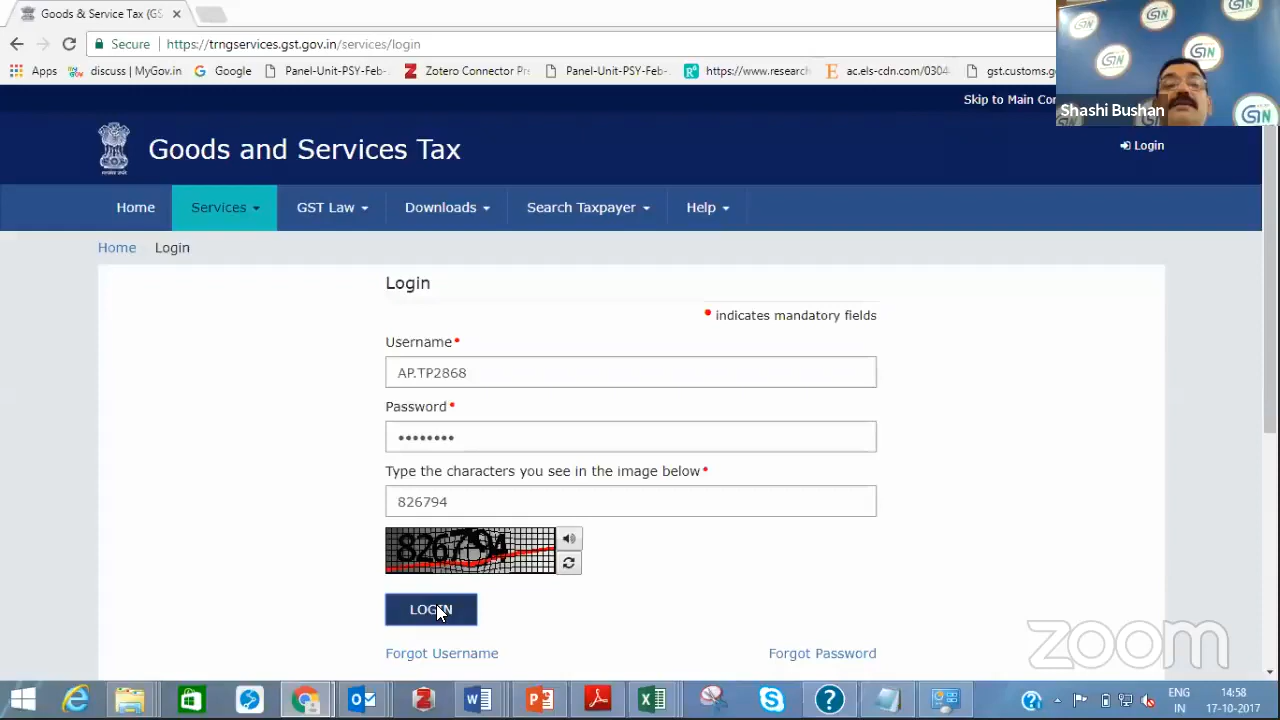 Goods & Service Tax (GS
Secure https://trngservices.gst.gov.in/services/login
Apps discuss | MyGov.in Google Panel-Unit-PSY-Feb- Zotero Connector Pr Panel-Unit-PSY-Feb- https://www.research ac.els-cdn.com/0304 gst.customs.g
Shashi Bushan
Skip to Main Con
Goods and Services Tax
Login
Home Services GST Law Downloads Search Taxpayer Help
Home Login
Login
• indicates mandatory fields
Username•
AP.TP2868
Password•
••••••••
Type the characters you see in the image below•
826794
826794
LOGIN
Forgot Username Forgot Password
zoom
ENG 14:58
IN 17-10-2017